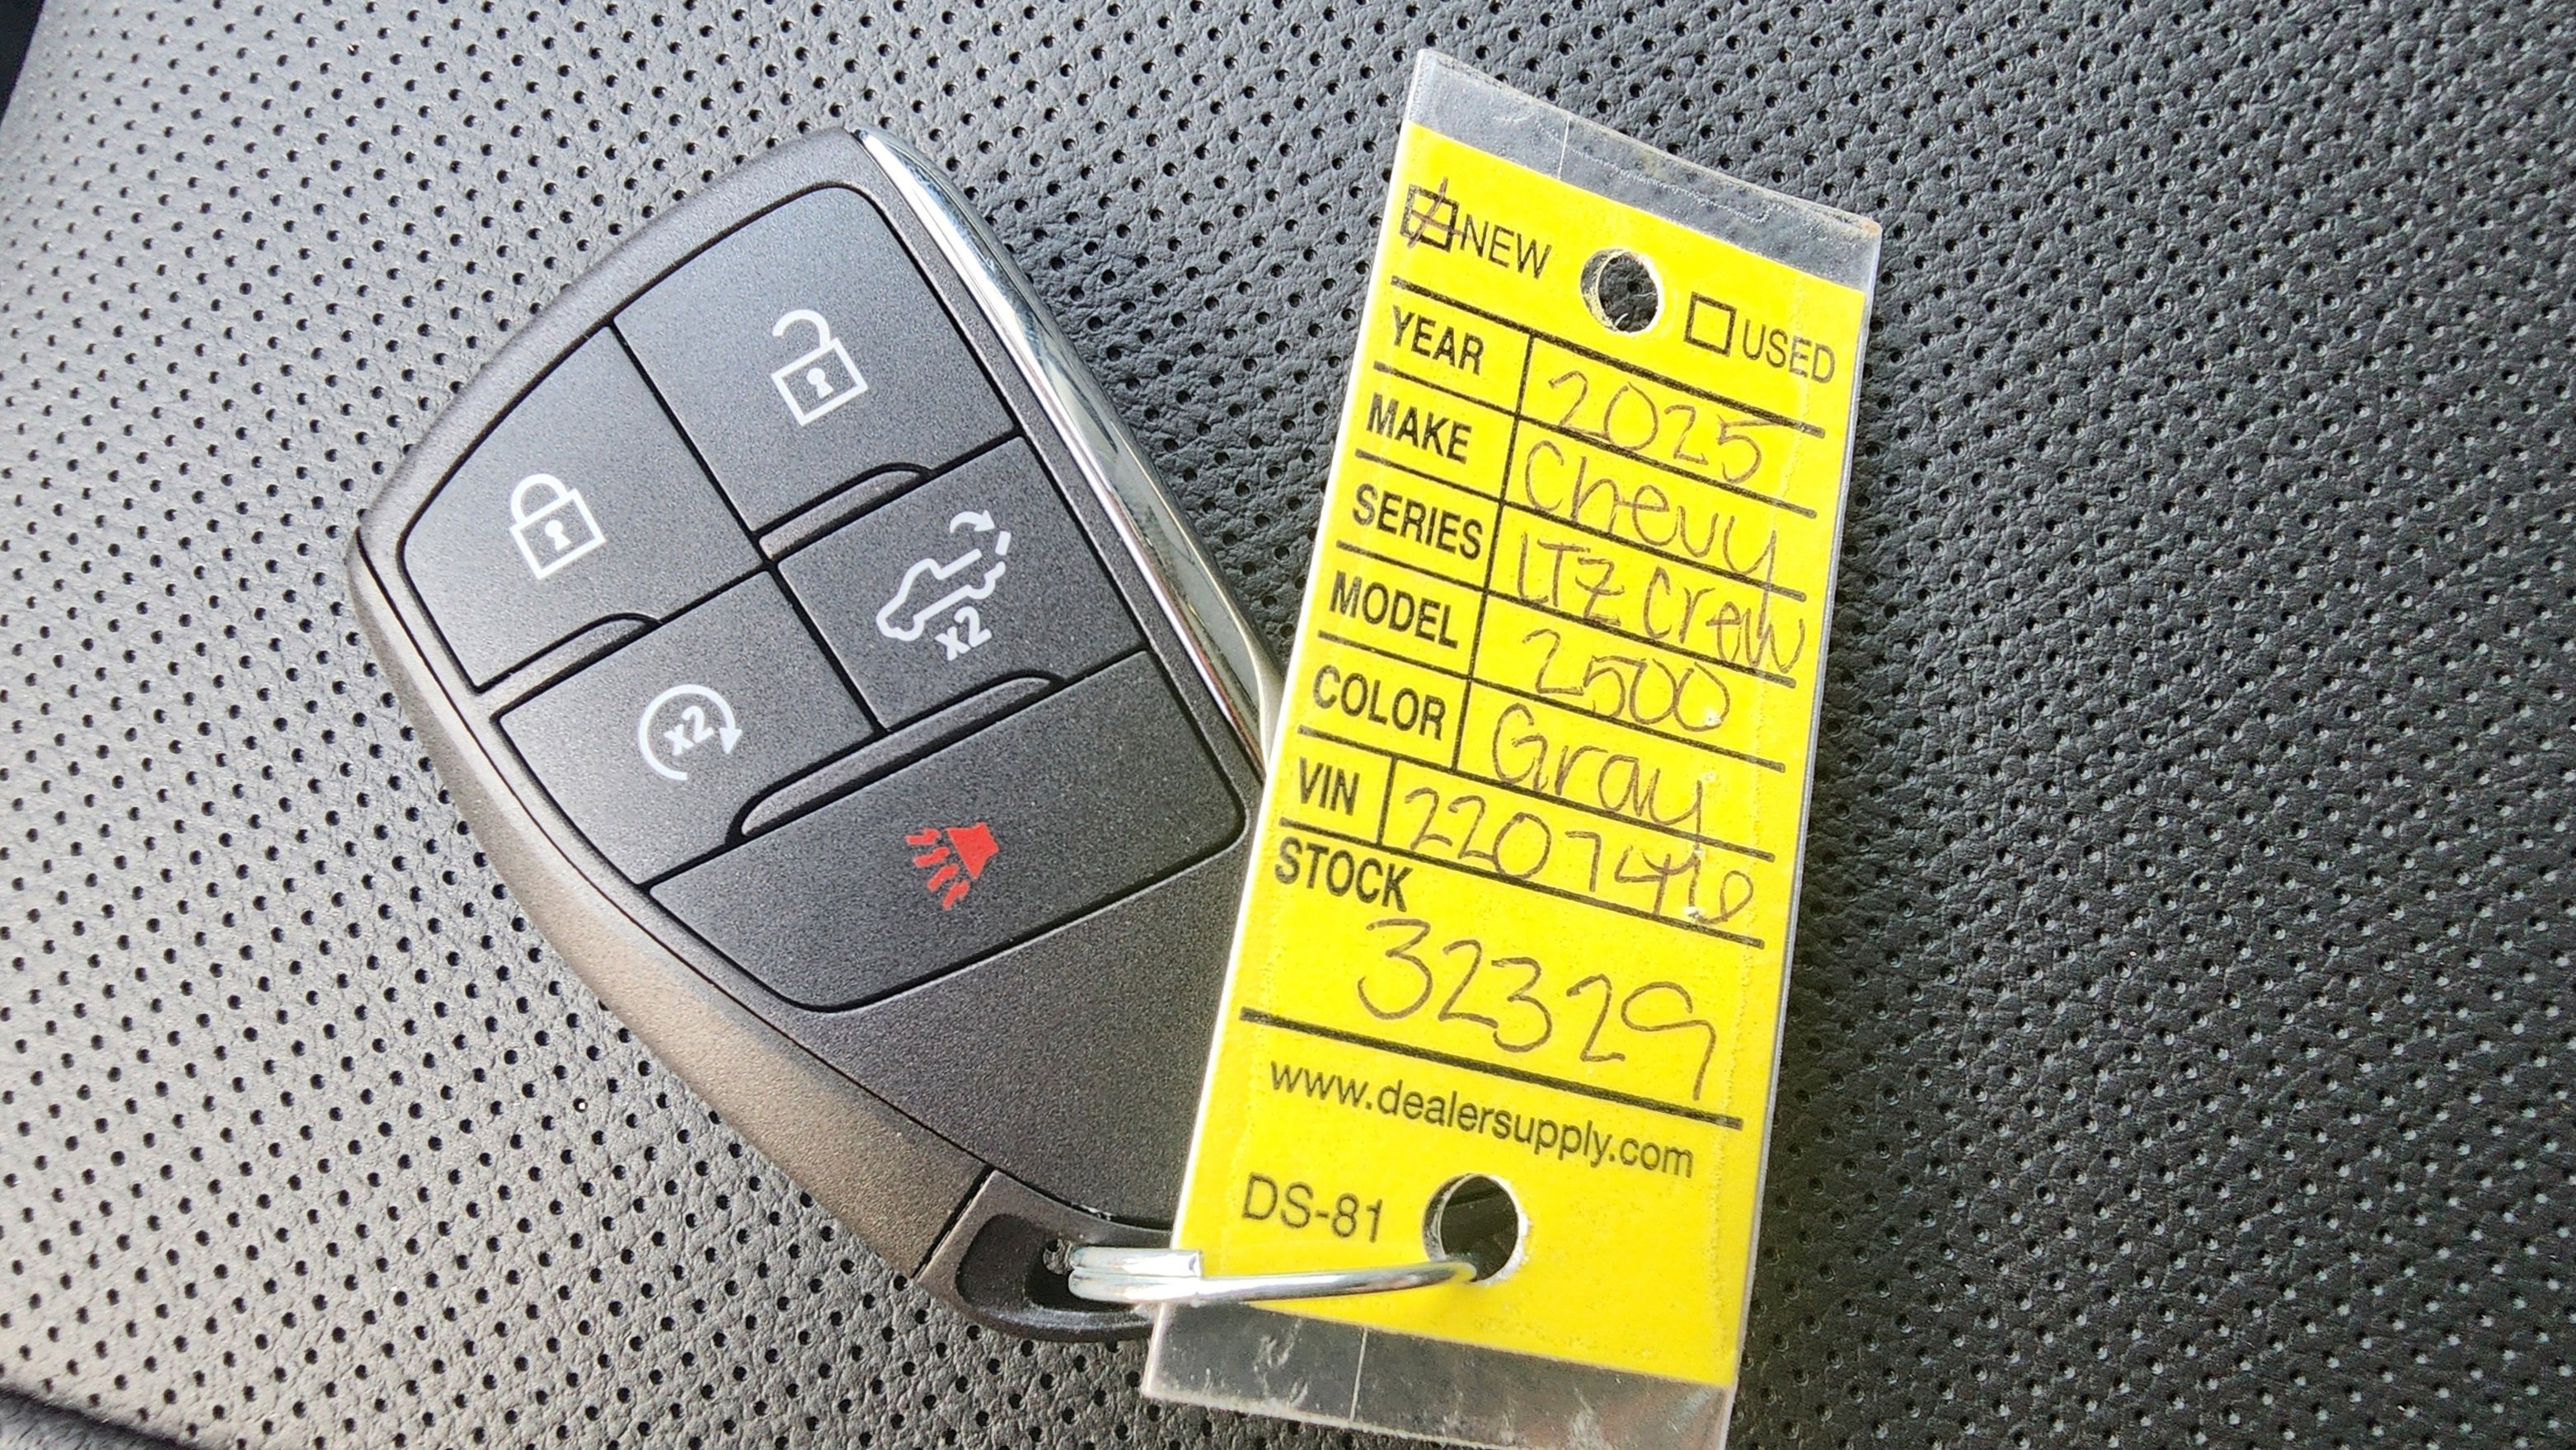 NEW
USED
YEAR 2025
MAKE Chevy
SERIES LTZ Crew
MODEL 2500
COLOR Gray
VIN 220746
STOCK
32329
www.dealersupply.com
DS-81
x2
x2